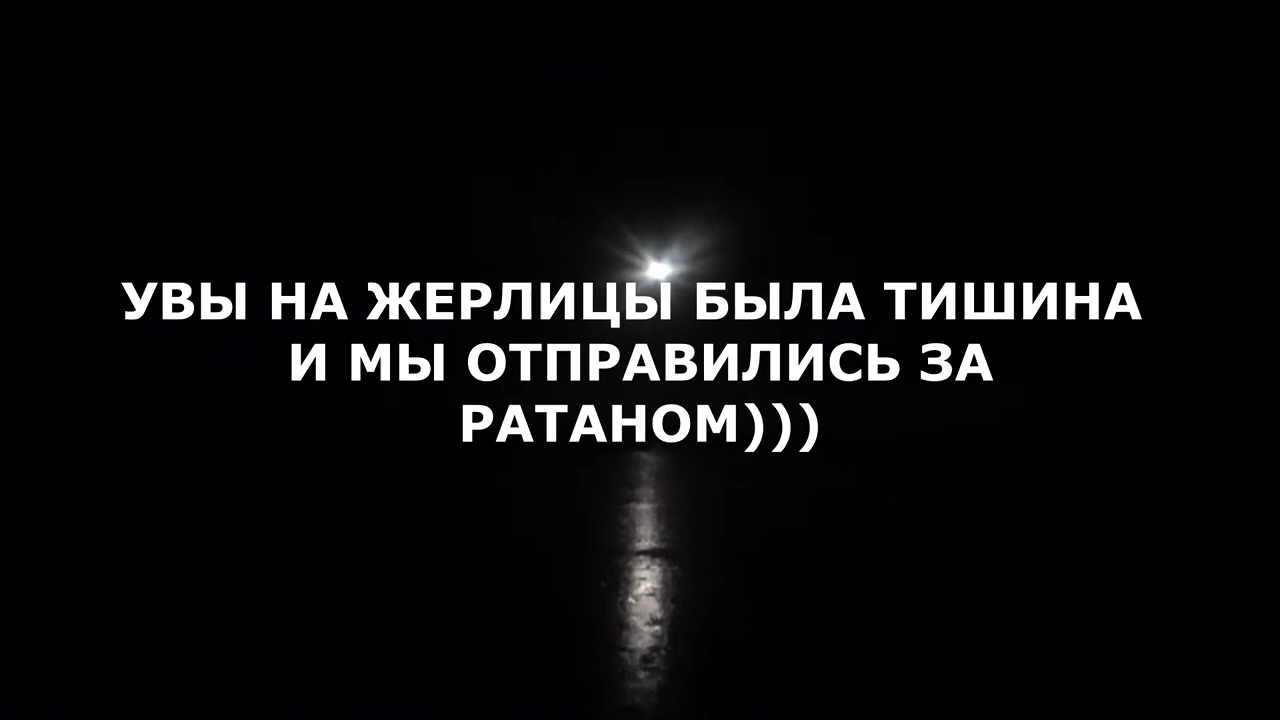 УВЫ НА ЖЕРЛИЦЫ БЫЛА ТИШИНА
И МЫ ОТПРАВИЛИСЬ ЗА
РАТАНОМ)))